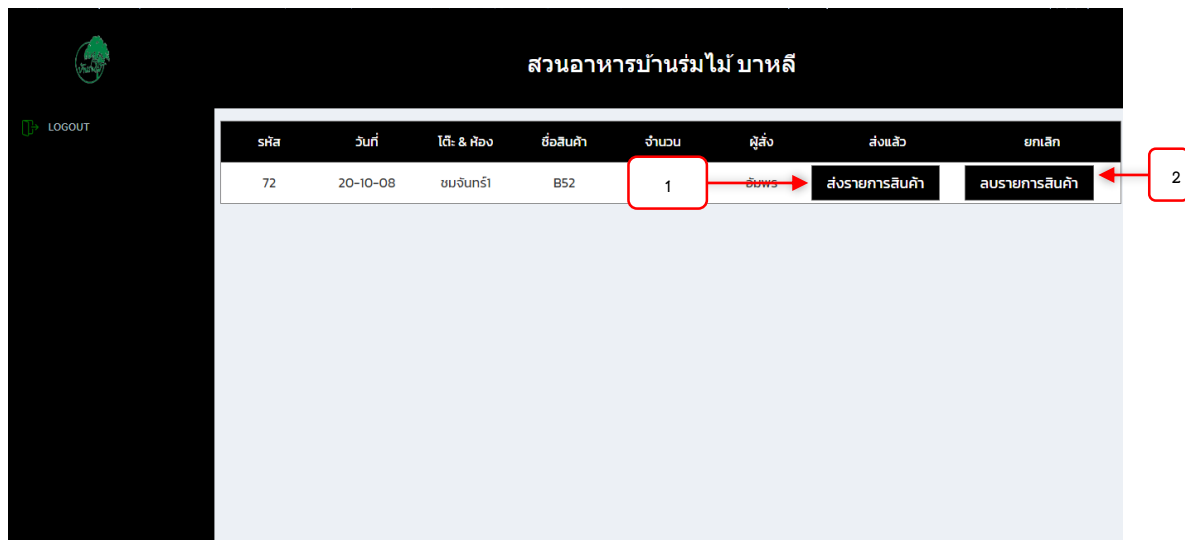 สวนอาหารบ้านร่มไม้ บาหลี
LOGOUT
รหัส วันที่ โต๊ะ & ห้อง ชื่อสินค้า จำนวน ผู้สั่ง ส่งแล้ว ยกเลิก
72 20-10-08 ชมจันทร์1 B52 1 อัมพร ส่งรายการสินค้า ลบรายการสินค้า 2